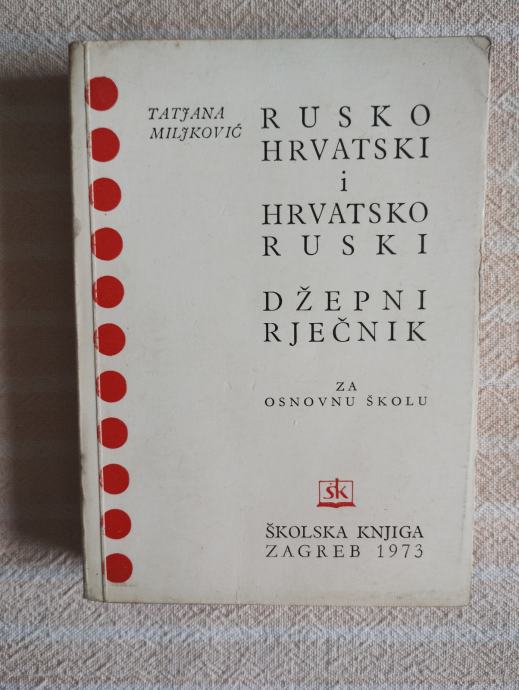 TATJANA
MILJKOVIĆ
RUSKO
HRVATSKI
i
HRVATSKO
RUSKI
DŽEPNI
RJEČNIK
ZA
OSNOVNU ŠKOLU
ŠK
ŠKOLSKA KNJIGA
ZAGREB 1973